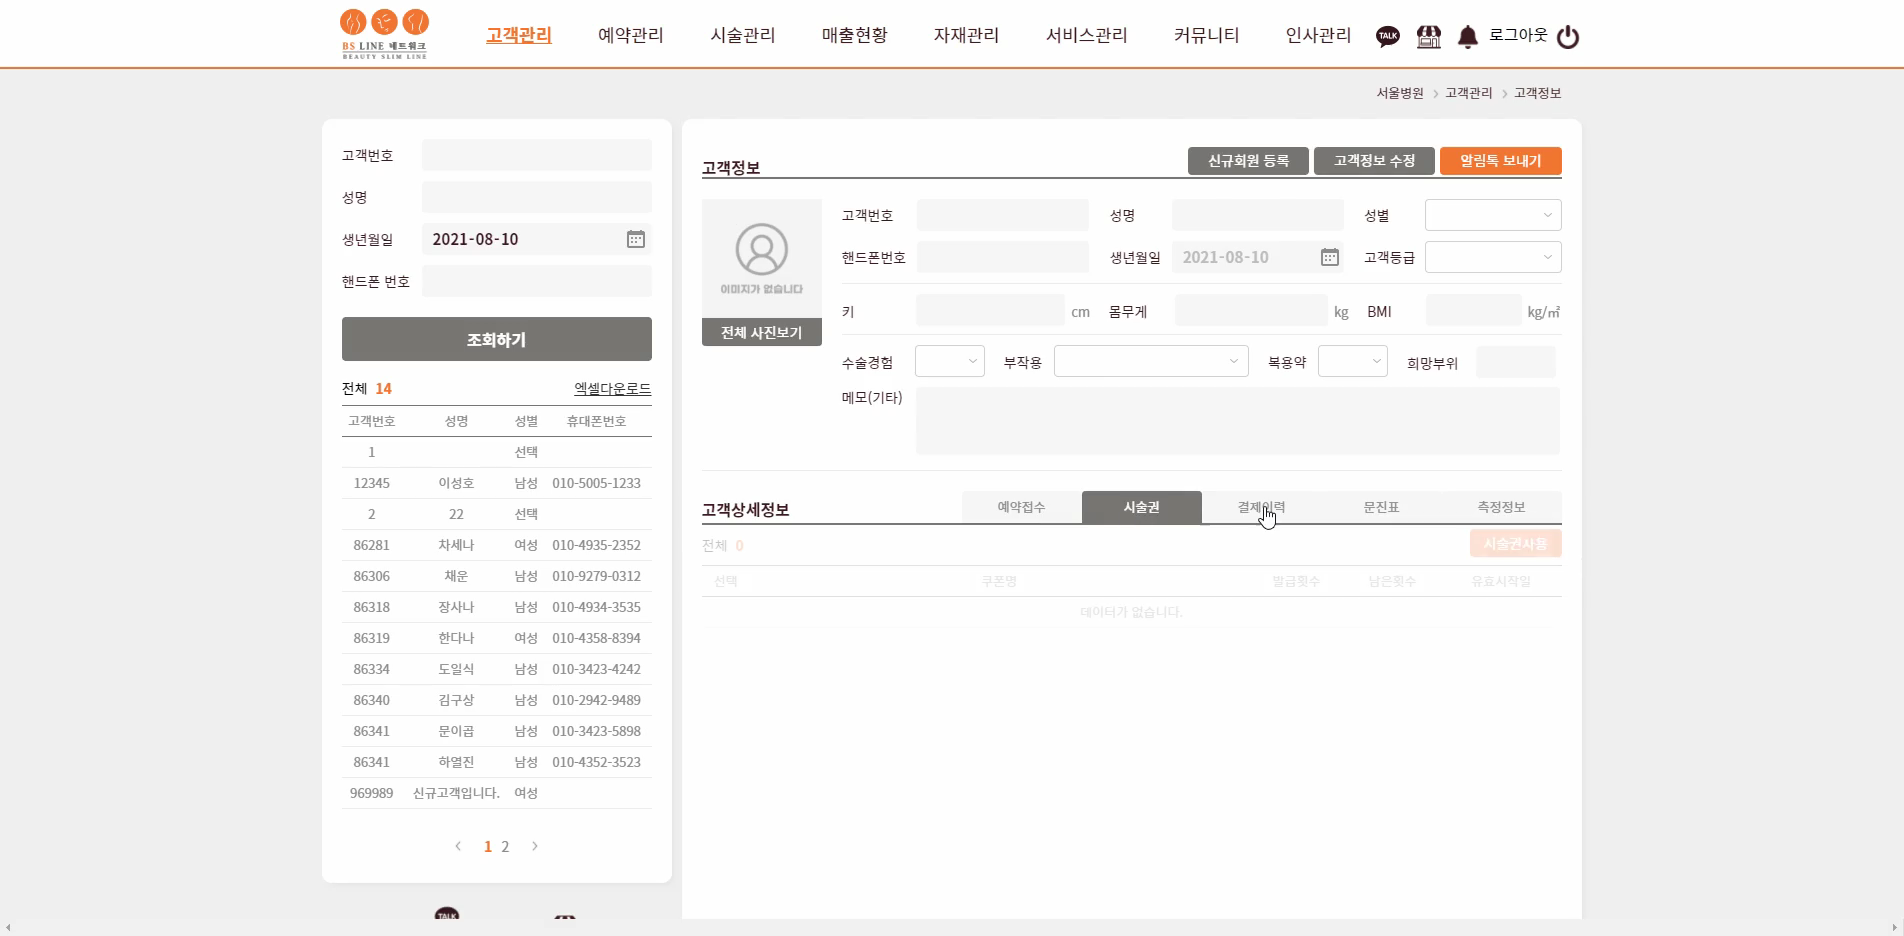 BS LINE 네트워크
BEAUTY SLIM LINE
고객관리 예약관리 시술관리 매출현황 자재관리 서비스관리 커뮤니티 인사관리 TALK 로그아웃
서울병원 > 고객관리 > 고객정보
고객번호
성명
생년월일 2021-08-10
핸드폰 번호
조회하기
전체 14 엑셀다운로드
고객번호 성명 성별 휴대폰번호
1 선택
12345 이성호 남성 010-5005-1233
2 22 선택
86281 차세나 여성 010-4935-2352
86306 채운 남성 010-9279-0312
86318 장사나 남성 010-4934-3535
86319 한다나 여성 010-4358-8394
86334 도일식 남성 010-3423-4242
86340 김구상 남성 010-2942-9489
86341 문이곱 남성 010-3423-5898
86341 하열진 남성 010-4352-3523
969989 신규고객입니다. 여성
< 1 2 >
TALK
고객정보 신규회원 등록 고객정보 수정 알림톡 보내기
이미지가 없습니다
전체 사진보기
고객번호 성명 성별
핸드폰번호 생년월일 2021-08-10 고객등급
키 cm 몸무게 kg BMI kg/㎡
수술경험 부작용 복용약 희망부위
메모(기타)
고객상세정보 예약접수 시술권 결제이력 문진표 측정정보
전체 0 시술권사용
선택 쿠폰명 발급횟수 남은횟수 유효시작일
데이터가 없습니다.